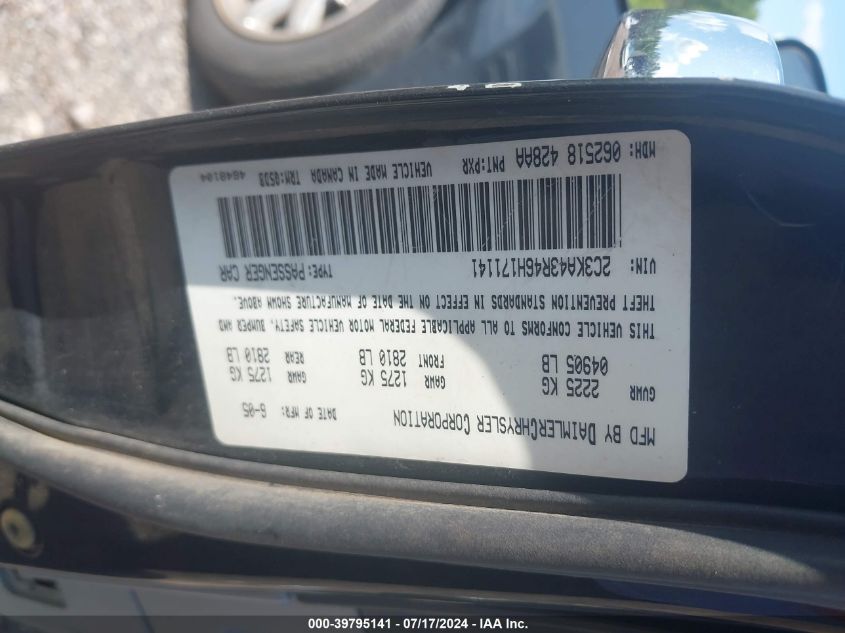 MFD BY DAIMLERCHRYSLER CORPORATION DATE OF MFR: 6-05
GVWR GAWR GAWR
2225 KG 1275 KG 1275 KG
04905 LB FRONT 2810 LB REAR 2810 LB
THIS VEHICLE CONFORMS TO ALL APPLICABLE FEDERAL MOTOR VEHICLE SAFETY, BUMPER AND
THEFT PREVENTION STANDARDS IN EFFECT ON THE DATE OF MANUFACTURE SHOWN ABOVE.
VIN: 2C3KA43R46H171141 TYPE: PASSENGER CAR
MDH: 062518 428AA PNT:PXR VEHICLE MADE IN CANADA TRM:Q5D3
4648104
000-39795141 - 07/17/2024 - IAAI Inc.